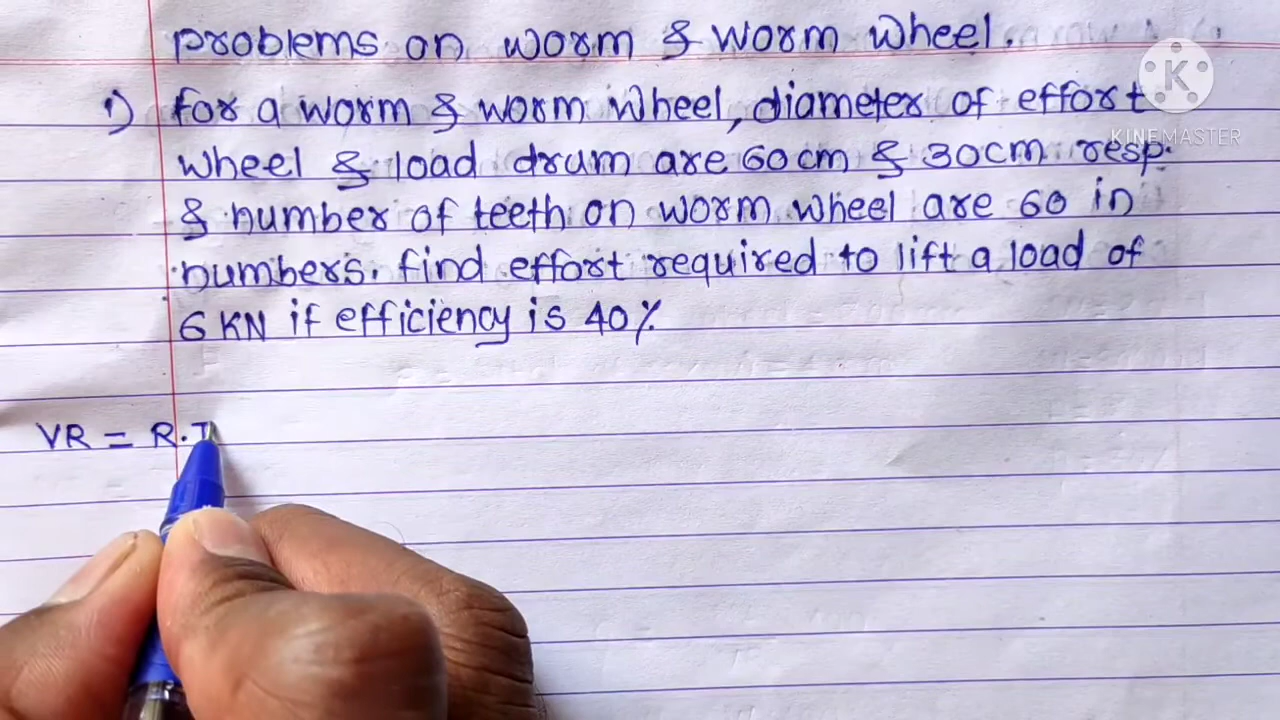 problems on worm & worm wheel.
K
KINEMASTER
1) for a worm & worm wheel, diameter of effort
wheel & load drum are 60cm & 30cm resp.
& number of teeth on worm wheel are 60 in
numbers. find effort required to lift a load of
6 KN if efficiency is 40%
VR = R.T